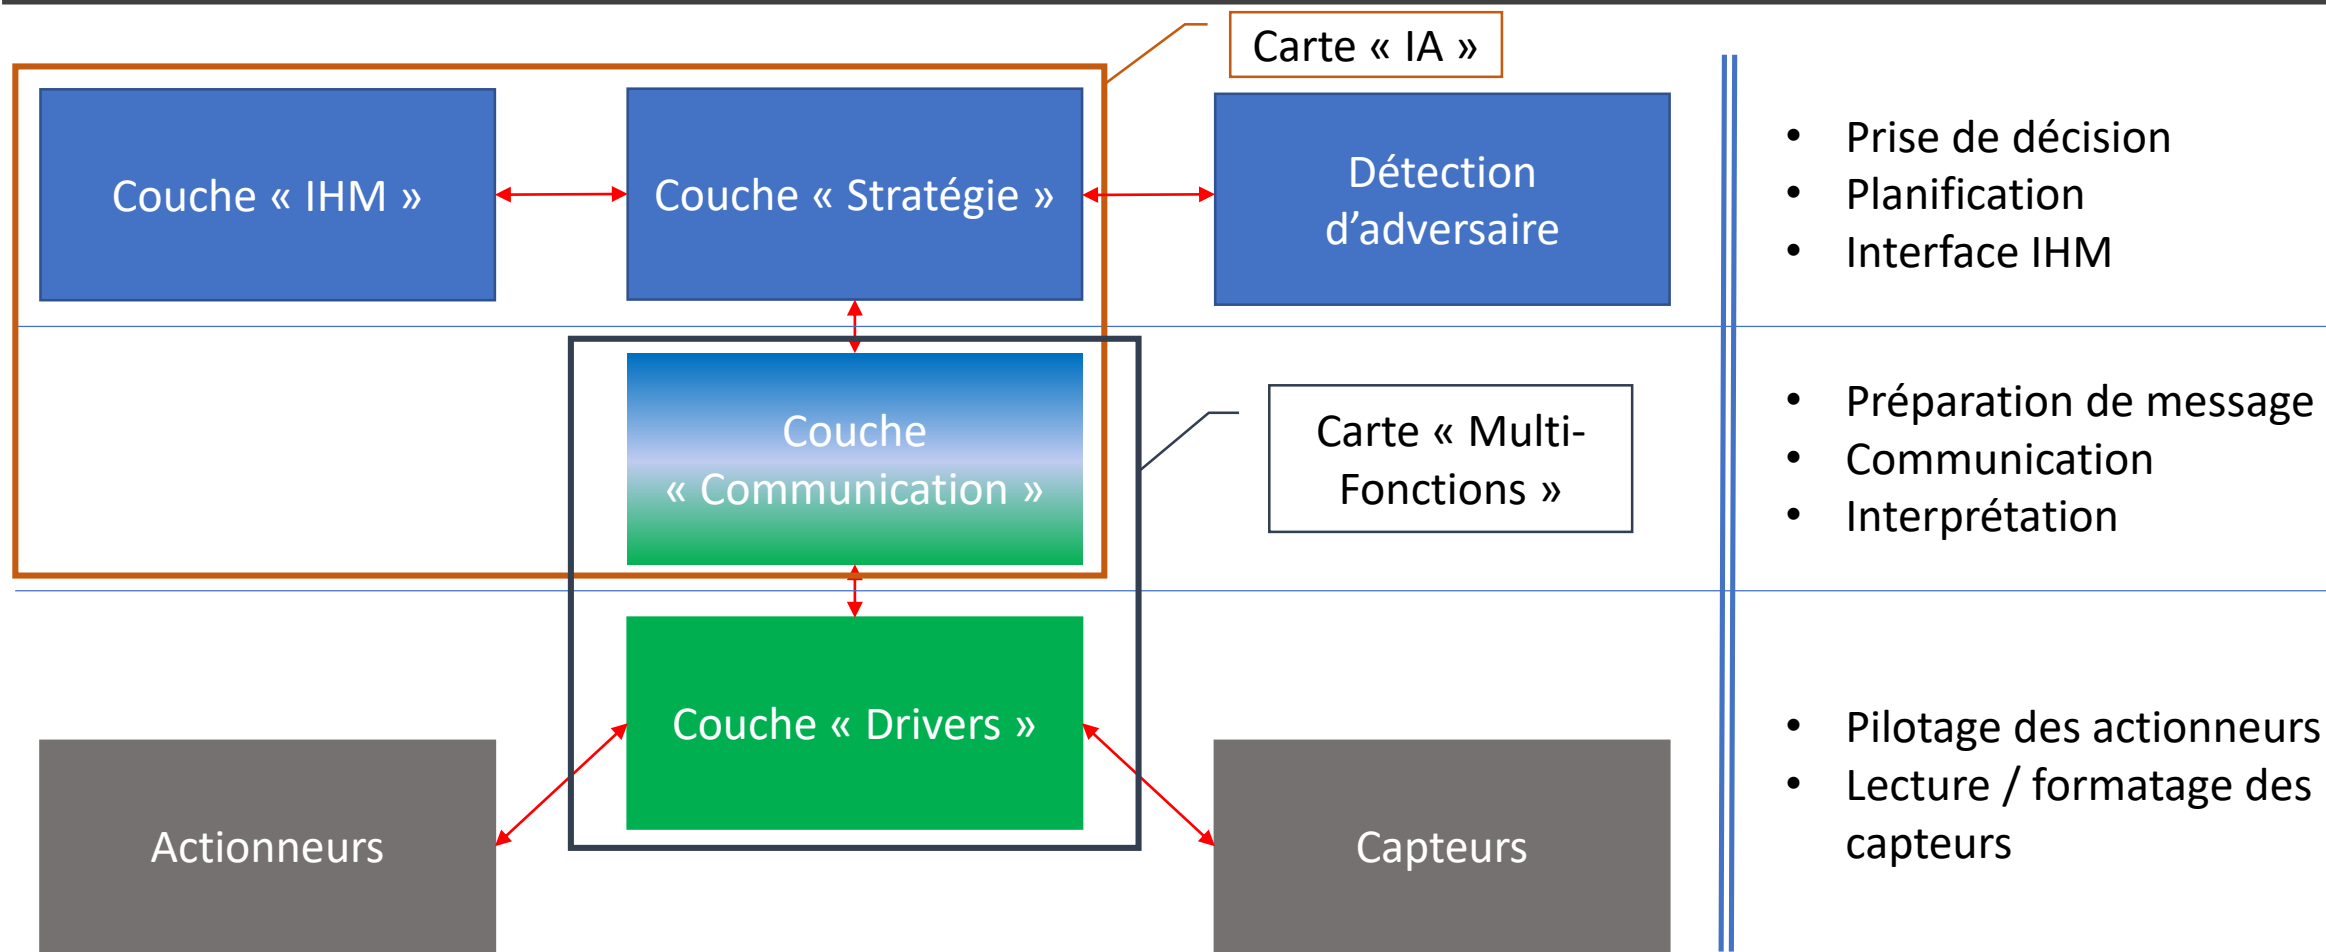 Carte « IA »
Couche « IHM »
Couche « Stratégie »
Détection
d’adversaire
• Prise de décision
• Planification
• Interface IHM
Couche
« Communication »
Carte « Multi-
Fonctions »
• Préparation de message
• Communication
• Interprétation
Couche « Drivers »
Actionneurs
Capteurs
• Pilotage des actionneurs
• Lecture / formatage des
capteurs